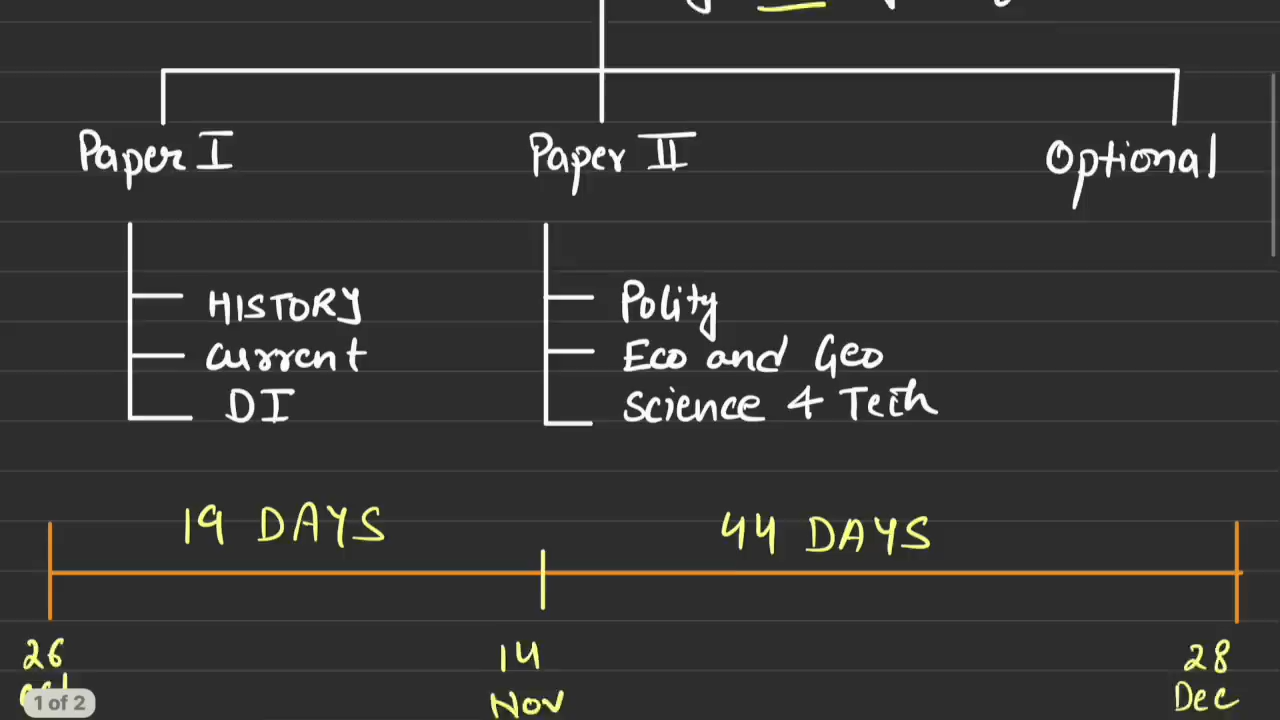 Paper I
Paper II
Optional
HISTORY
Current
DI
Polity
Eco and Geo
Science & Tech
19 DAYS
44 DAYS
26
14
Nov
28
Dec
1 of 2